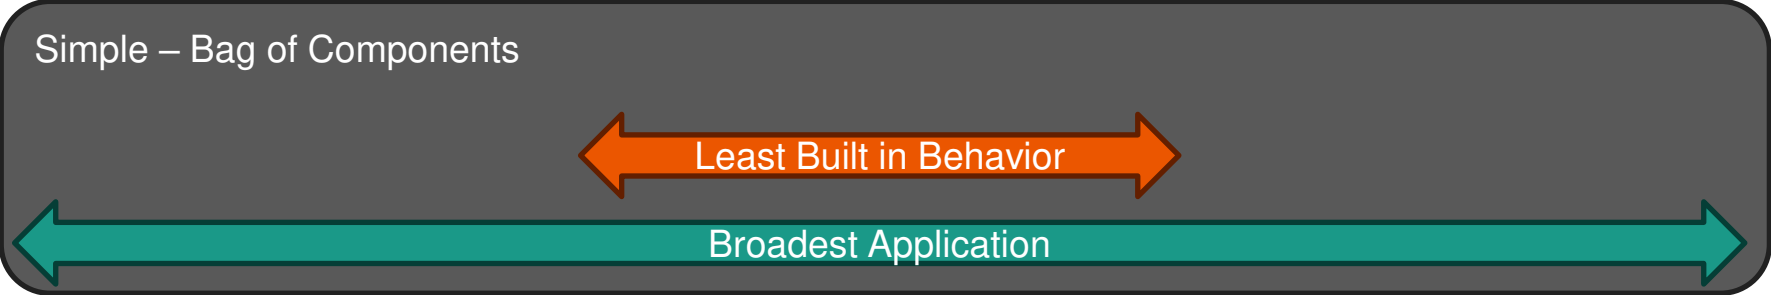 Simple – Bag of Components
Least Built in Behavior
Broadest Application